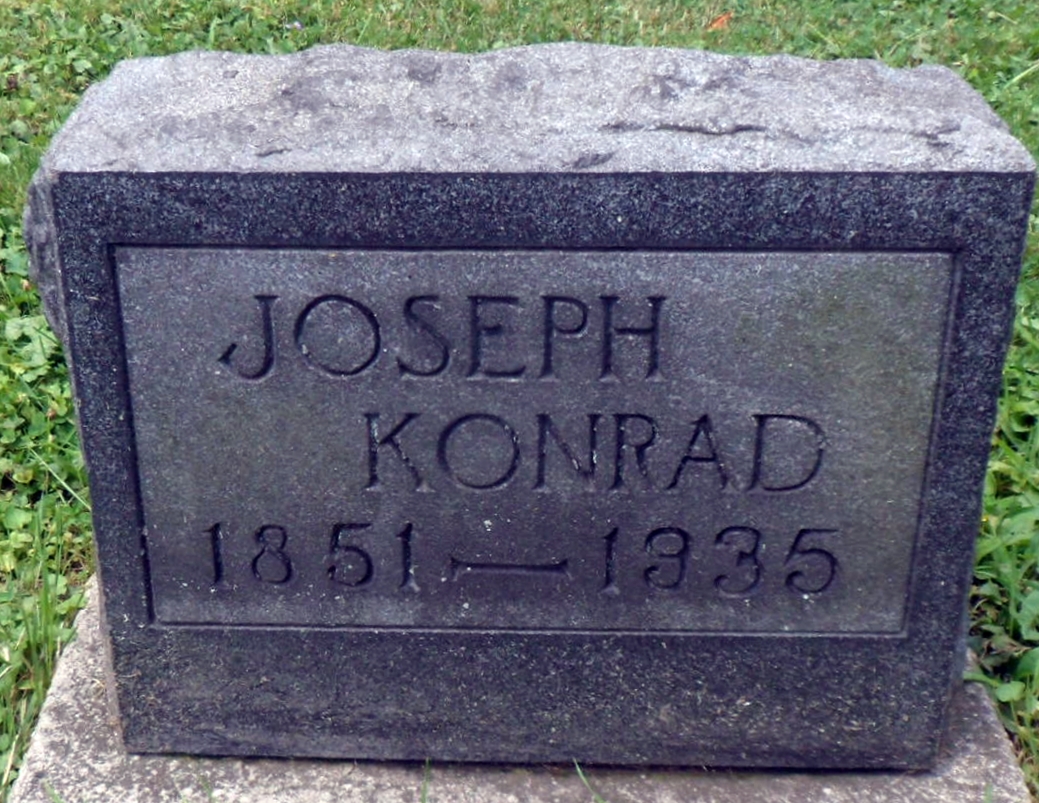 JOSEPH
KONRAD
1851 — 1935